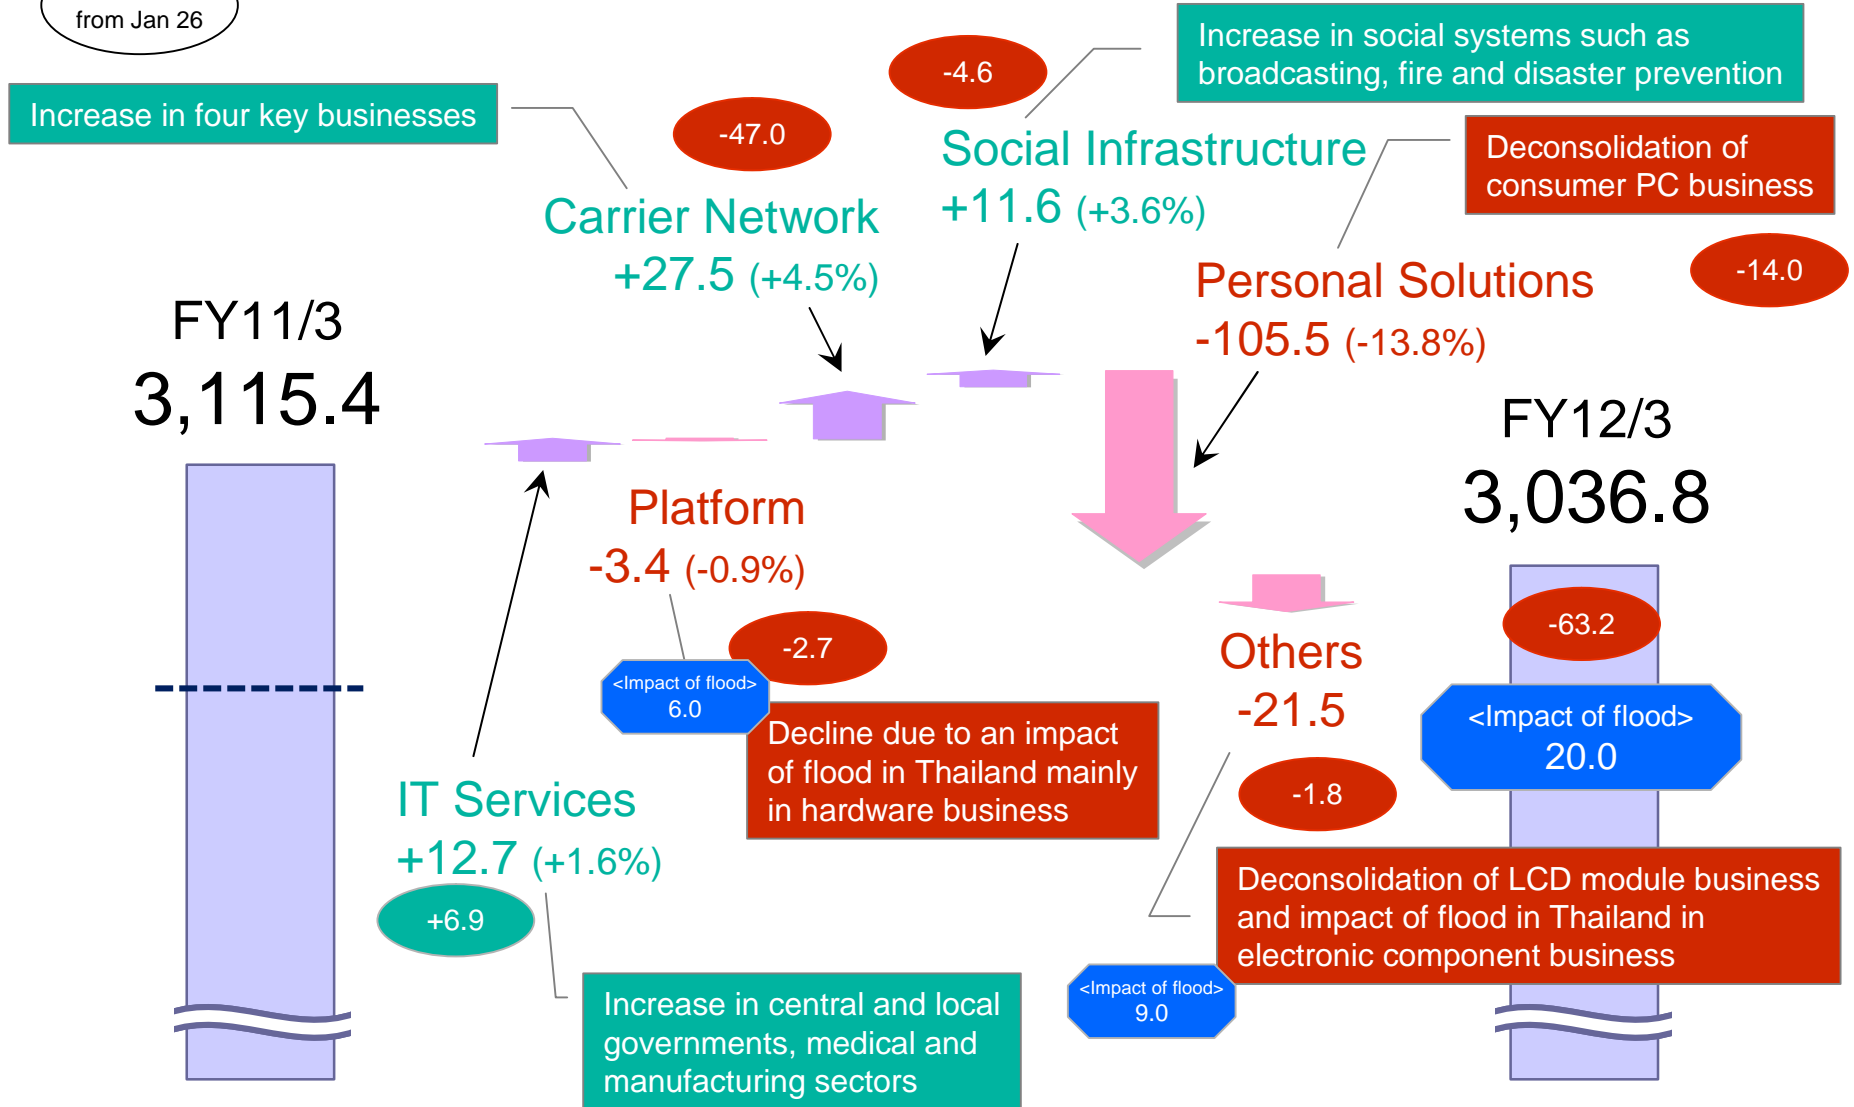 from Jan 26
Increase in four key businesses
-47.0
Carrier Network
+27.5 (+4.5%)
-4.6
Increase in social systems such as
broadcasting, fire and disaster prevention
Social Infrastructure
+11.6 (+3.6%)
Deconsolidation of
consumer PC business
-14.0
Personal Solutions
-105.5 (-13.8%)
FY11/3
3,115.4
FY12/3
3,036.8
Platform
-3.4 (-0.9%)
-2.7
<Impact of flood>
6.0
Decline due to an impact
of flood in Thailand mainly
in hardware business
Others
-21.5
-1.8
-63.2
<Impact of flood>
20.0
IT Services
+12.7 (+1.6%)
+6.9
Deconsolidation of LCD module business
and impact of flood in Thailand in
electronic component business
<Impact of flood>
9.0
Increase in central and local
governments, medical and
manufacturing sectors